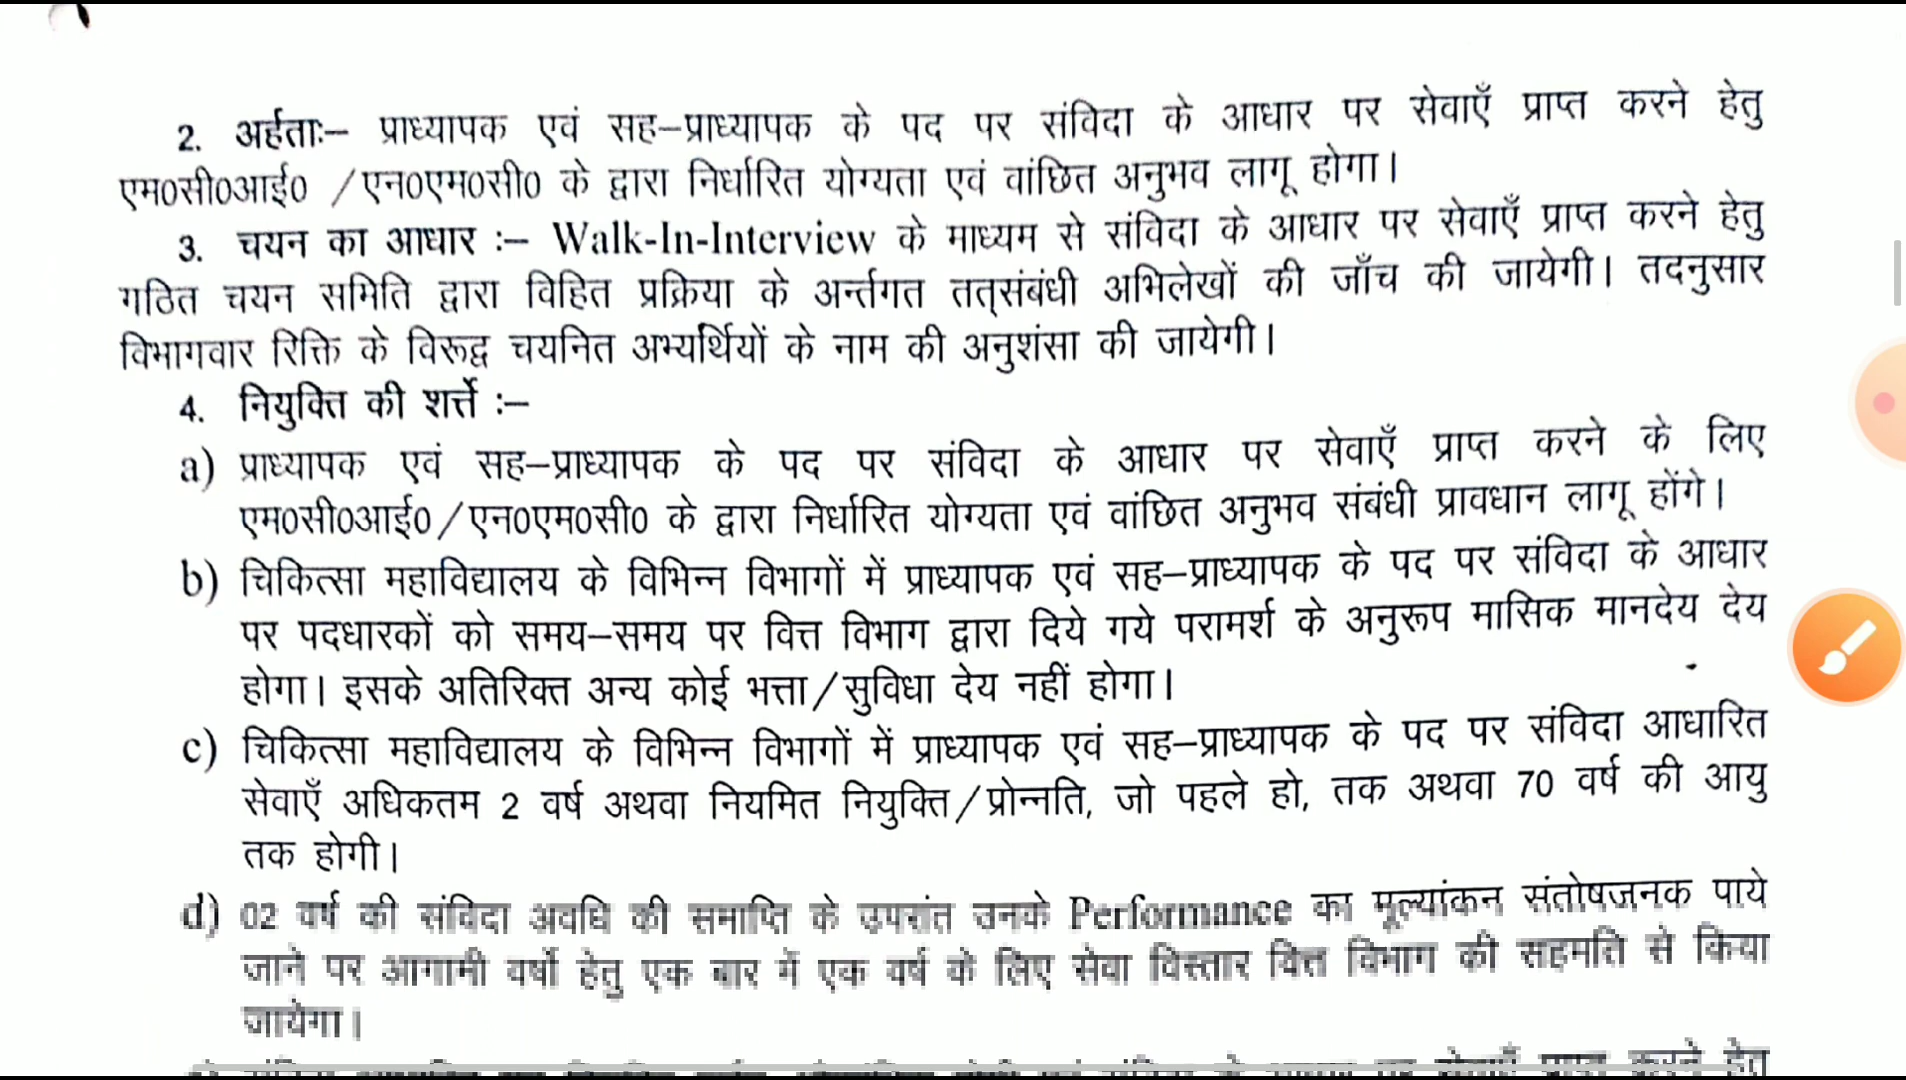 2. अर्हताः– प्राध्यापक एवं सह–प्राध्यापक के पद पर संविदा के आधार पर सेवाएँ प्राप्त करने हेतु
एम0सी0आई0 /एन0एम0सी0 के द्वारा निर्धारित योग्यता एवं वांछित अनुभव लागू होगा।
3. चयन का आधार :– Walk-In-Interview के माध्यम से संविदा के आधार पर सेवाएँ प्राप्त करने हेतु
गठित चयन समिति द्वारा विहित प्रक्रिया के अर्न्तगत तत्संबंधी अभिलेखों की जाँच की जायेगी। तदनुसार
विभागवार रिक्ति के विरूद्व चयनित अभ्यर्थियों के नाम की अनुशंसा की जायेगी।
4. नियुक्ति की शर्त्ते :–
a) प्राध्यापक एवं सह–प्राध्यापक के पद पर संविदा के आधार पर सेवाएँ प्राप्त करने के लिए
एम0सी0आई0/एन0एम0सी0 के द्वारा निर्धारित योग्यता एवं वांछित अनुभव संबंधी प्रावधान लागू होंगे।
b) चिकित्सा महाविद्यालय के विभिन्न विभागों में प्राध्यापक एवं सह–प्राध्यापक के पद पर संविदा के आधार
पर पदधारकों को समय–समय पर वित्त विभाग द्वारा दिये गये परामर्श के अनुरूप मासिक मानदेय देय
होगा। इसके अतिरिक्त अन्य कोई भत्ता/सुविधा देय नहीं होगा।
c) चिकित्सा महाविद्यालय के विभिन्न विभागों में प्राध्यापक एवं सह–प्राध्यापक के पद पर संविदा आधारित
सेवाएँ अधिकतम 2 वर्ष अथवा नियमित नियुक्ति/प्रोन्नति, जो पहले हो, तक अथवा 70 वर्ष की आयु
तक होगी।
d) 02 वर्ष की संविदा अवधि की समाप्ति के उपरांत उनके Performance का मूल्यांकन संतोषजनक पाये
जाने पर आगामी वर्षो हेतु एक बार में एक वर्ष के लिए सेवा विस्तार वित्त विभाग की सहमति से किया
जायेगा।